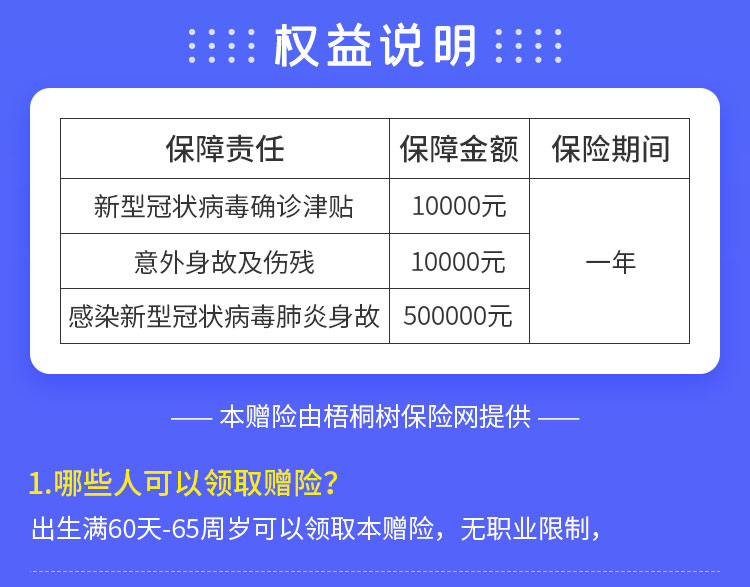 权益说明
保障责任 保障金额 保险期间
新型冠状病毒确诊津贴 10000元
意外身故及伤残 10000元 一年
感染新型冠状病毒肺炎身故 500000元
本赠险由梧桐树保险网提供
1.哪些人可以领取赠险？
出生满60天-65周岁可以领取本赠险，无职业限制，